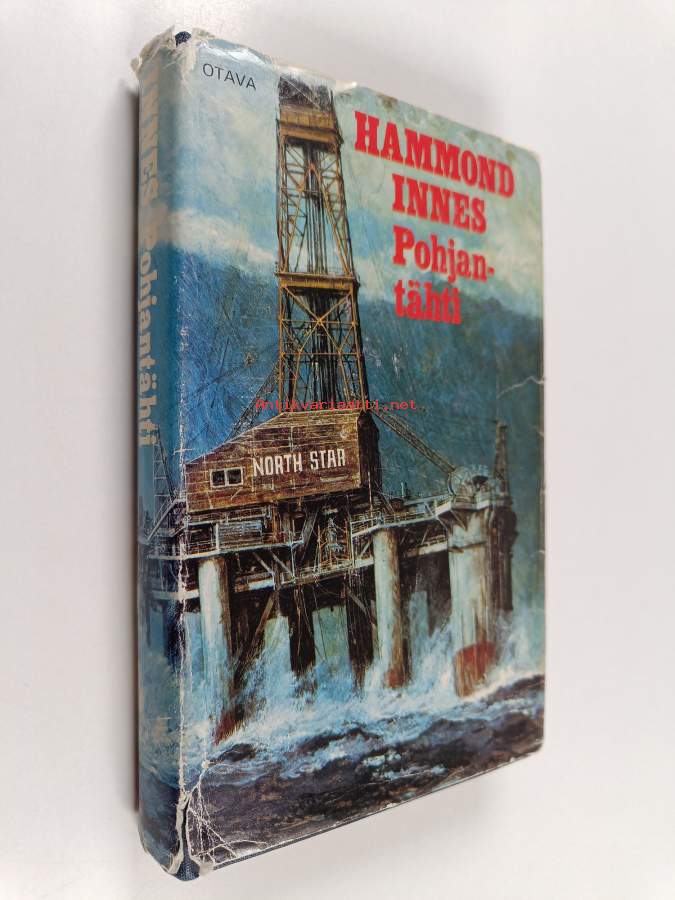 OTAVA
HAMMOND
INNES
Pohjan-
tähti
NORTH STAR
INNES Pohjantähti
Antikvariaatti.net